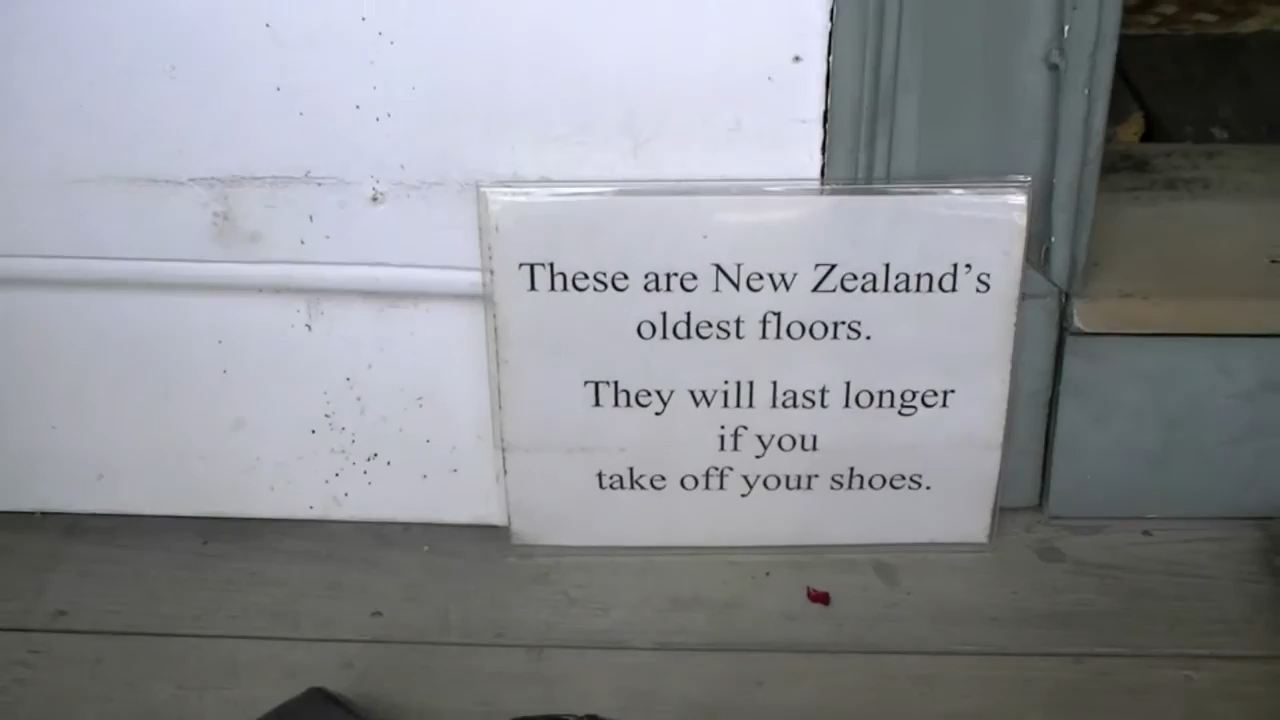 These are New Zealand's
oldest floors.
They will last longer
if you
take off your shoes.